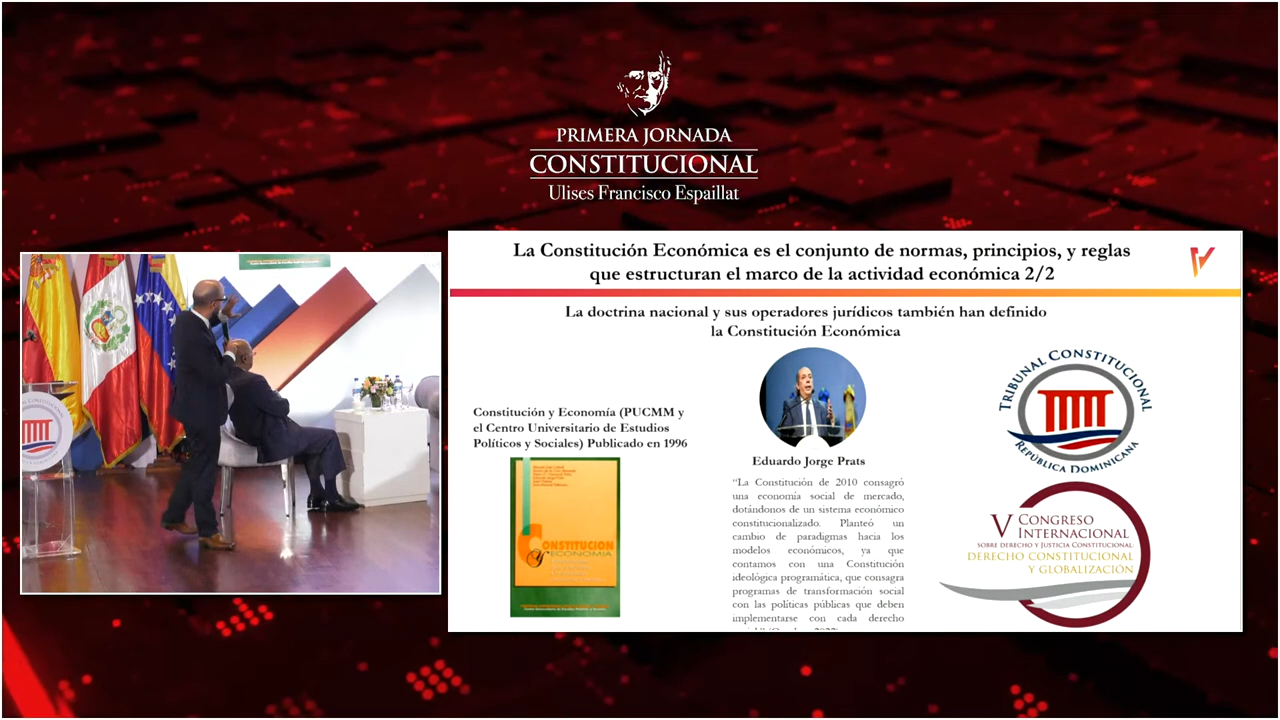 PRIMERA JORNADA
CONSTITUCIONAL
Ulises Francisco Espaillat
La Constitución Económica es el conjunto de normas, principios, y reglas
que estructuran el marco de la actividad económica 2/2
La doctrina nacional y sus operadores jurídicos también han definido
la Constitución Económica
Constitución y Economía (PUCMM y
el Centro Universitario de Estudios
Políticos y Sociales) Publicado en 1996
CONSTITUCION
y ECONOMIA
Eduardo Jorge Prats
“La Constitución de 2010 consagró
una economía social de mercado,
dotándonos de un sistema económico
constitucionalizado. Planteó un
cambio de paradigmas hacia los
modelos económicos, ya que
contamos con una Constitución
ideológica programática, que consagra
programas de transformación social
con las políticas públicas que deben
implementarse con cada derecho
TRIBUNAL CONSTITUCIONAL
REPÚBLICA DOMINICANA
V CONGRESO
INTERNACIONAL
SOBRE DERECHO Y JUSTICIA CONSTITUCIONAL:
DERECHO CONSTITUCIONAL
Y GLOBALIZACIÓN